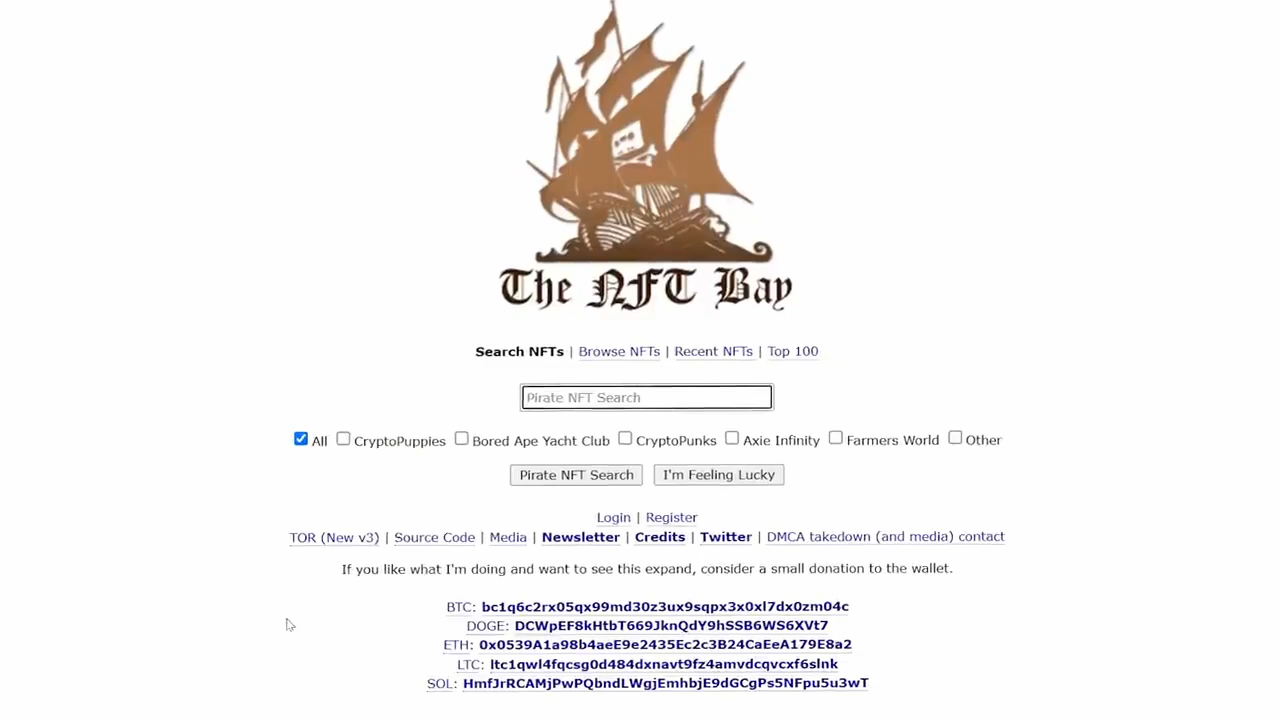 The NFT Bay
Search NFTs | Browse NFTs | Recent NFTs | Top 100
Pirate NFT Search
All CryptoPuppies Bored Ape Yacht Club CryptoPunks Axie Infinity Farmers World Other
Pirate NFT Search I'm Feeling Lucky
Login | Register
TOR (New v3) | Source Code | Media | Newsletter | Credits | Twitter | DMCA takedown (and media) contact
If you like what I'm doing and want to see this expand, consider a small donation to the wallet.
BTC: bc1q6c2rx05qx99md30z3ux9sqpx3x0xl7dx0zm04c
DOGE: DCWpEF8kHtbT669JknQdY9hSSB6WS6XVt7
ETH: 0x0539A1a98b4aeE9e2435Ec2c3B24CaEeA179E8a2
LTC: ltc1qwl4fqcsg0d484dxnavt9fz4amvdcqvcxf6slnk
SOL: HmfJrRCAMjPwPQbndLWgjEmhbjE9dGCgPs5NFpu5u3wT